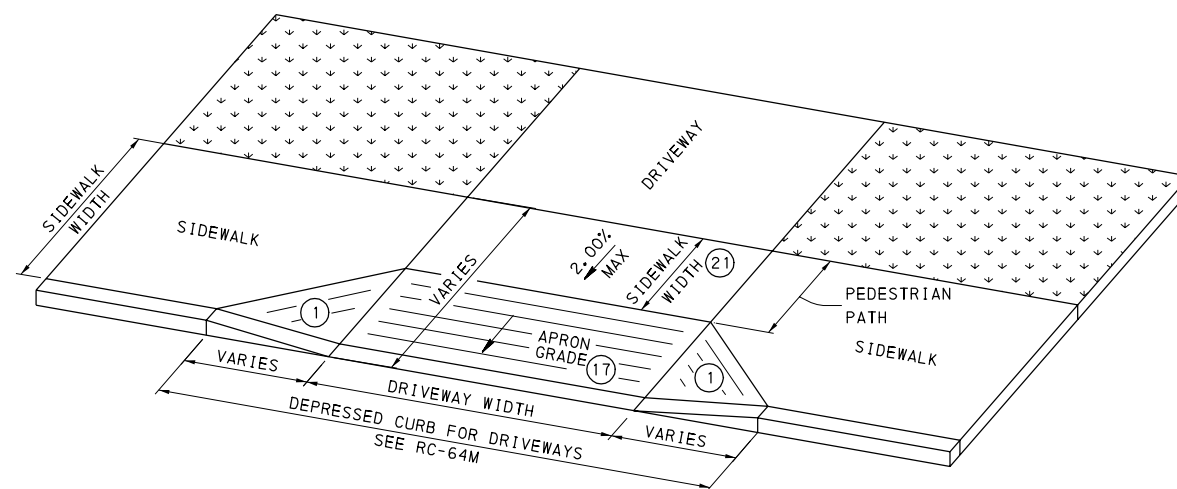 DRIVEWAY
SIDEWALK
WIDTH
SIDEWALK
VARIES
2.00%
MAX
SIDEWALK
WIDTH
21
PEDESTRIAN
PATH
SIDEWALK
1
APRON
GRADE
17
1
VARIES
DRIVEWAY WIDTH
VARIES
DEPRESSED CURB FOR DRIVEWAYS
SEE RC-64M